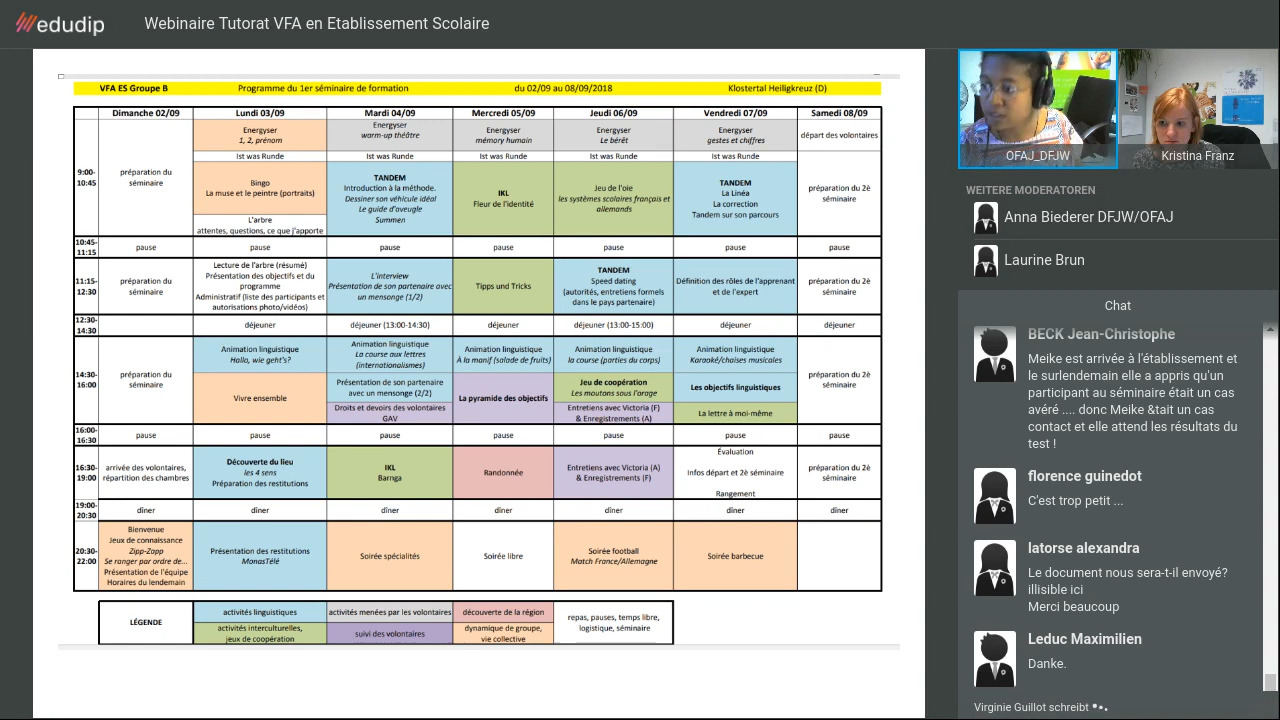 edudip
Webinaire Tutorat VFA en Etablissement Scolaire
VFA ES Groupe B
Programme du 1er séminaire de formation
du 02/09 au 08/09/2018
Klostertal Heiligkreuz (D)
Dimanche 02/09
Lundi 03/09
Mardi 04/09
Mercredi 05/09
Jeudi 06/09
Vendredi 07/09
Samedi 08/09
9:00-
10:45
préparation du
séminaire
Energyser
1, 2, prénom
Energyser
warm-up théâtre
Energyser
mémory humain
Energyser
Le bérêt
Energyser
gestes et chiffres
départ des volontaires
Ist was Runde
Ist was Runde
Ist was Runde
Ist was Runde
Ist was Runde
Bingo
La muse et le peintre (portraits)
L'arbre
attentes, questions, ce que j'apporte
TANDEM
Introduction à la méthode.
Dessiner son véhicule idéal
Le guide d'aveugle
Summen
IKL
Fleur de l'identité
Jeu de l'oie
les systèmes scolaires français et
allemands
TANDEM
La Linéa
La correction
Tandem sur son parcours
préparation du 2è
séminaire
10:45-
11:15
pause
pause
pause
pause
pause
pause
pause
11:15-
12:30
préparation du
séminaire
Lecture de l'arbre (résumé)
Présentation des objectifs et du
programme
Administratif (liste des participants et
autorisations photo/vidéos)
L'interview
Présentation de son partenaire avec
un mensonge (1/2)
Tipps und Tricks
TANDEM
Speed dating
(autorités, entretiens formels
dans le pays partenaire)
Définition des rôles de l'apprenant
et de l'expert
préparation du 2è
séminaire
12:30-
14:30
déjeuner
déjeuner (13:00-14:30)
déjeuner
déjeuner (13:00-15:00)
déjeuner
déjeuner
14:30-
16:00
préparation du
séminaire
Animation linguistique
Hallo, wie geht's?
Animation linguistique
La course aux lettres
(internationalismes)
Animation linguistique
À la manif (salade de fruits)
Animation linguistique
la course (parties du corps)
Animation linguistique
Karaoké/chaises musicales
préparation du 2è
séminaire
Vivre ensemble
Présentation de son partenaire
avec un mensonge (2/2)
Droits et devoirs des volontaires
GAV
La pyramide des objectifs
Jeu de coopération
Les moutons sous l'orage
Entretiens avec Victoria (F)
& Enregistrements (A)
Les objectifs linguistiques
La lettre à moi-même
16:00-
16:30
pause
pause
pause
pause
pause
pause
pause
16:30-
19:00
arrivée des volontaires,
répartition des chambres
Découverte du lieu
les 4 sens
Préparation des restitutions
IKL
Barnga
Randonnée
Entretiens avec Victoria (A)
& Enregistrements (F)
Évaluation
Infos départ et 2è séminaire
Rangement
préparation du 2è
séminaire
19:00-
20:30
dîner
dîner
dîner
dîner
dîner
dîner
dîner
20:30-
22:00
Bienvenue
Jeux de connaissance
Zipp-Zapp
Se ranger par ordre de...
Présentation de l'équipe
Horaires du lendemain
Présentation des restitutions
MonasTélé
Soirée spécialités
Soirée libre
Soirée football
Match France/Allemagne
Soirée barbecue
LÉGENDE
activités linguistiques
activités menées par les volontaires
découverte de la région
repas, pauses, temps libre,
logistique, séminaire
activités interculturelles,
jeux de coopération
suivi des volontaires
dynamique de groupe,
vie collective
OFAJ_DFJW
Kristina Franz
WEITERE MODERATOREN
Anna Biederer DFJW/OFAJ
Laurine Brun
Chat
BECK Jean-Christophe
Meike est arrivée à l'établissement et
le surlendemain elle a appris qu'un
participant au séminaire était un cas
avéré .... donc Meike &tait un cas
contact et elle attend les résultats du
test !
florence guinedot
C'est trop petit ...
latorse alexandra
Le document nous sera-t-il envoyé?
illisible ici
Merci beaucoup
Leduc Maximilien
Danke.
Virginie Guillot schreibt